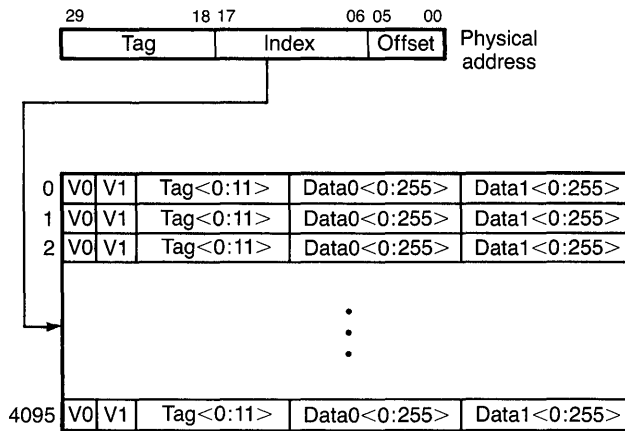 29 18 17 06 05 00
Tag Index Offset Physical address
0 V0 V1 Tag<0:11> Data0<0:255> Data1<0:255>
1 V0 V1 Tag<0:11> Data0<0:255> Data1<0:255>
2 V0 V1 Tag<0:11> Data0<0:255> Data1<0:255>
4095 V0 V1 Tag<0:11> Data0<0:255> Data1<0:255>